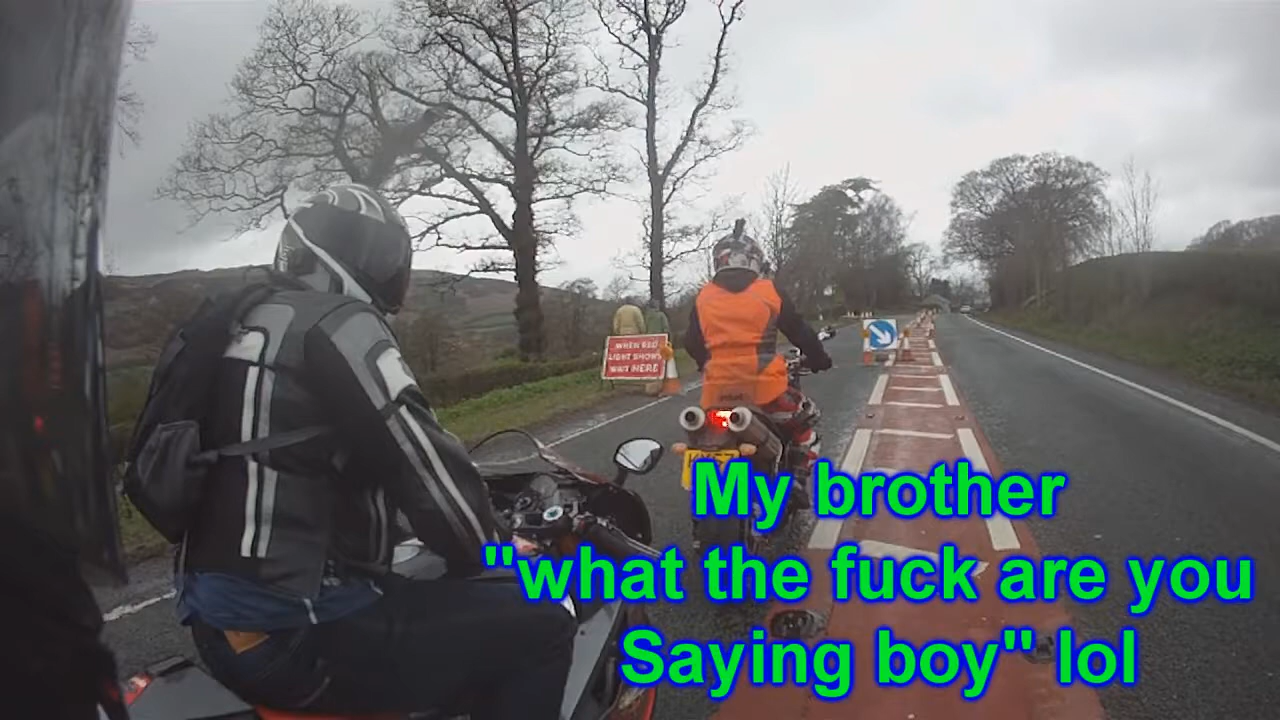 WHEN RED
LIGHT SHOWS
WAIT HERE
My brother
"what the fuck are you
Saying boy" lol